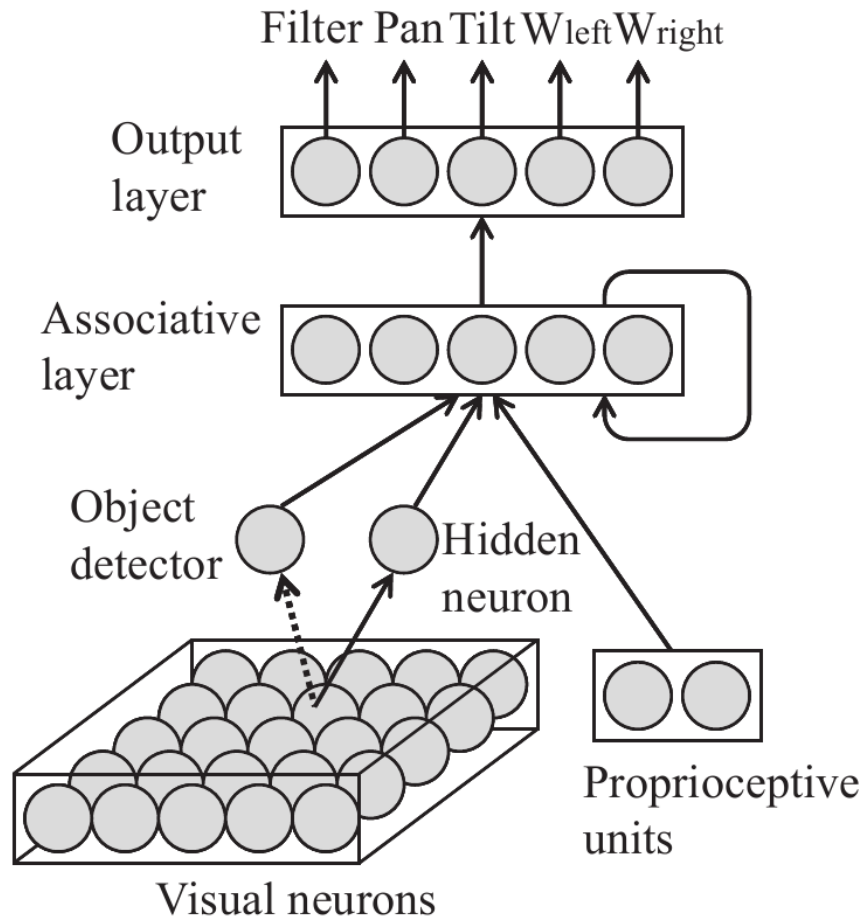 Filter Pan Tilt Wleft Wright
Output
layer
Associative
layer
Object
detector
Hidden
neuron
Proprioceptive
units
Visual neurons